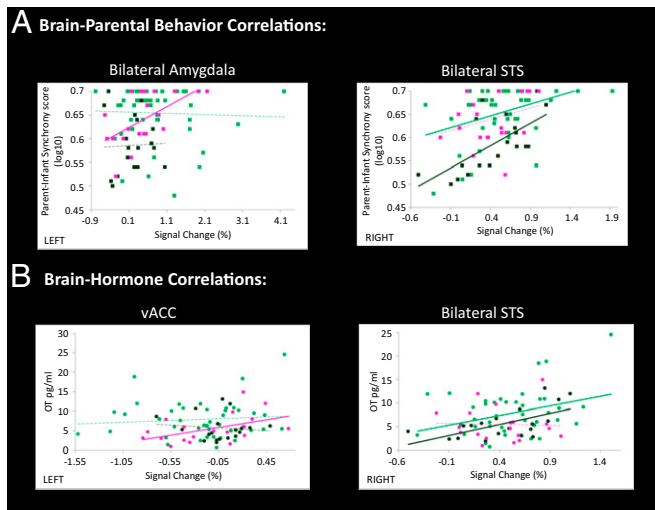 A Brain-Parental Behavior Correlations:
Bilateral Amygdala
Parent-Infant Synchrony score
(log10)
0.7
0.65
0.6
0.55
0.5
0.45
-0.9 0.1 1.1 2.1 3.1 4.1
LEFT
Signal Change (%)
Bilateral STS
Parent-Infant Synchrony score
(log10)
0.7
0.65
0.6
0.55
0.5
0.45
-0.6 -0.1 0.4 0.9 1.4 1.9
RIGHT
Signal Change (%)
B Brain-Hormone Correlations:
vACC
OT pg/ml
30
25
20
15
10
5
0
-1.55 -1.05 -0.55 -0.05 0.45
LEFT
Signal Change (%)
Bilateral STS
OT pg/ml
25
20
15
10
5
0
-0.6 -0.1 0.4 0.9 1.4
RIGHT
Signal Change (%)